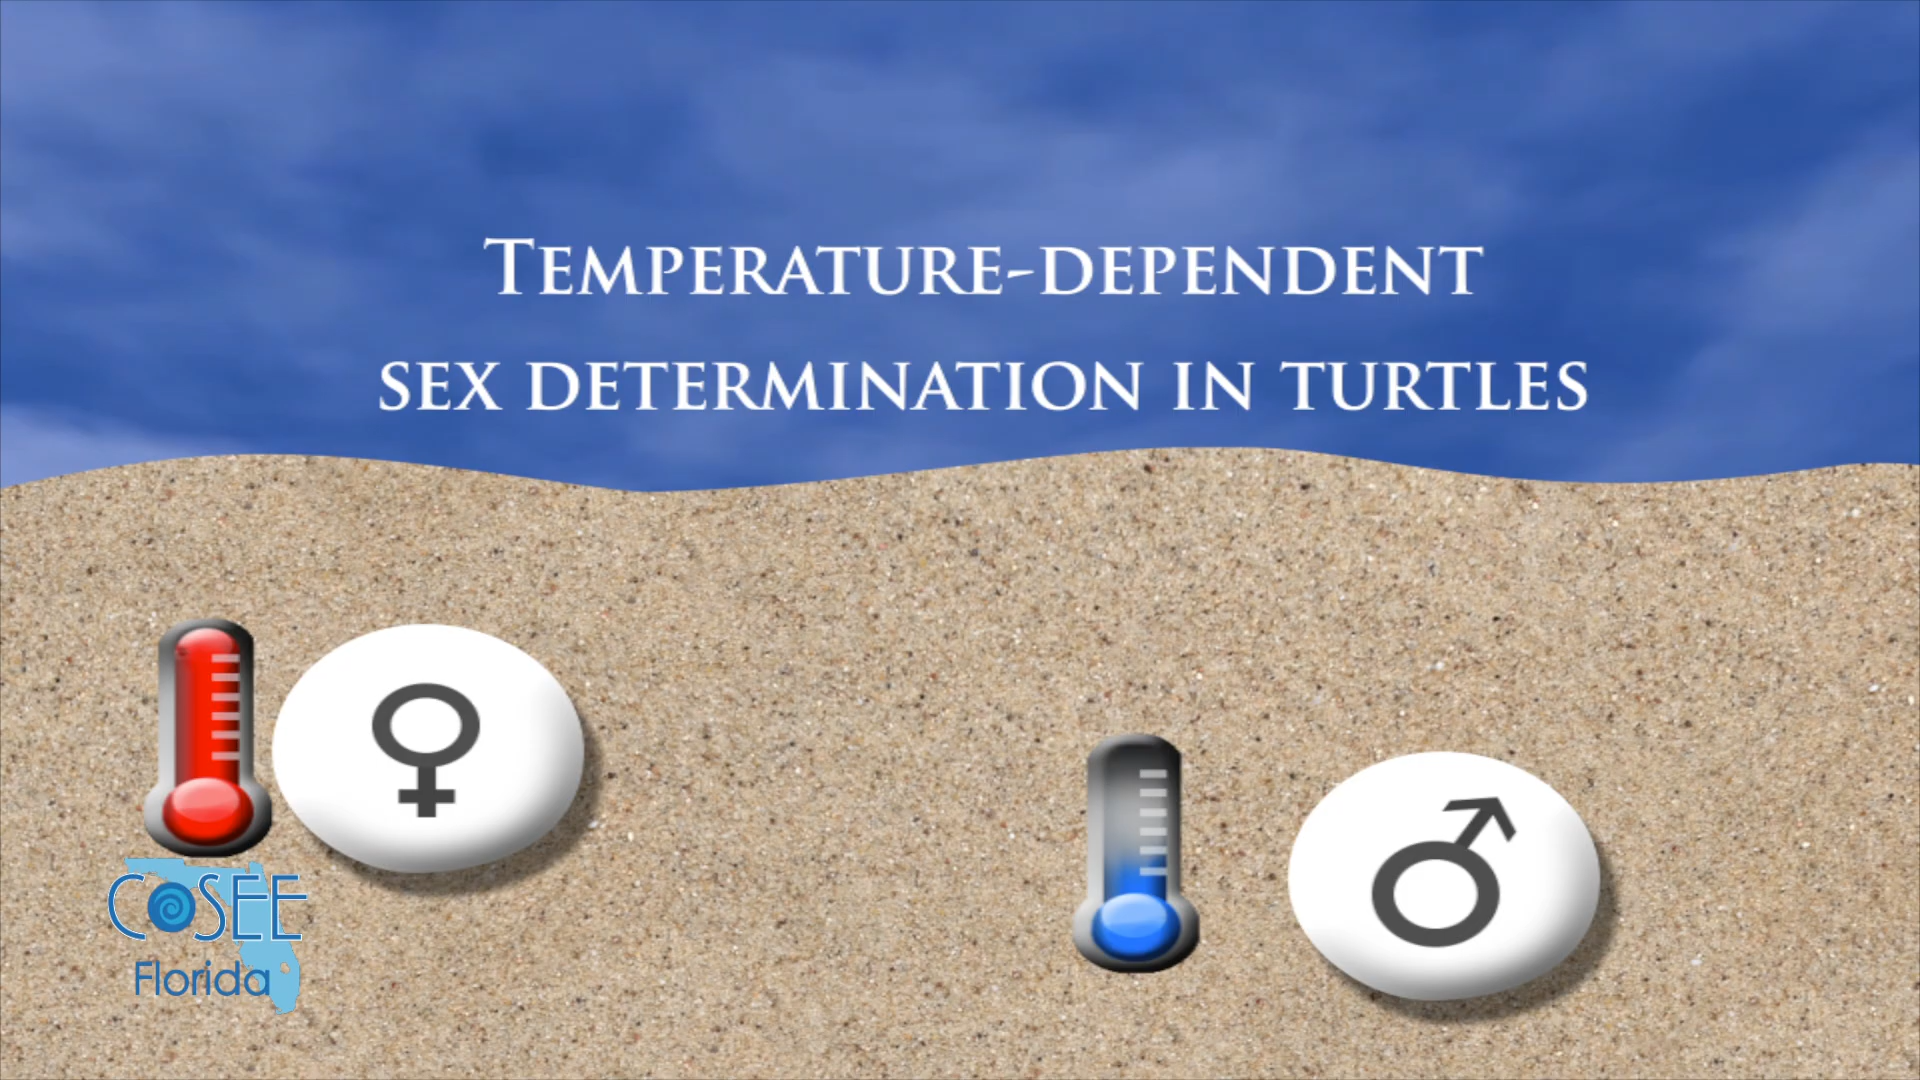 Temperature-dependent
sex determination in turtles
COSEE
Florida